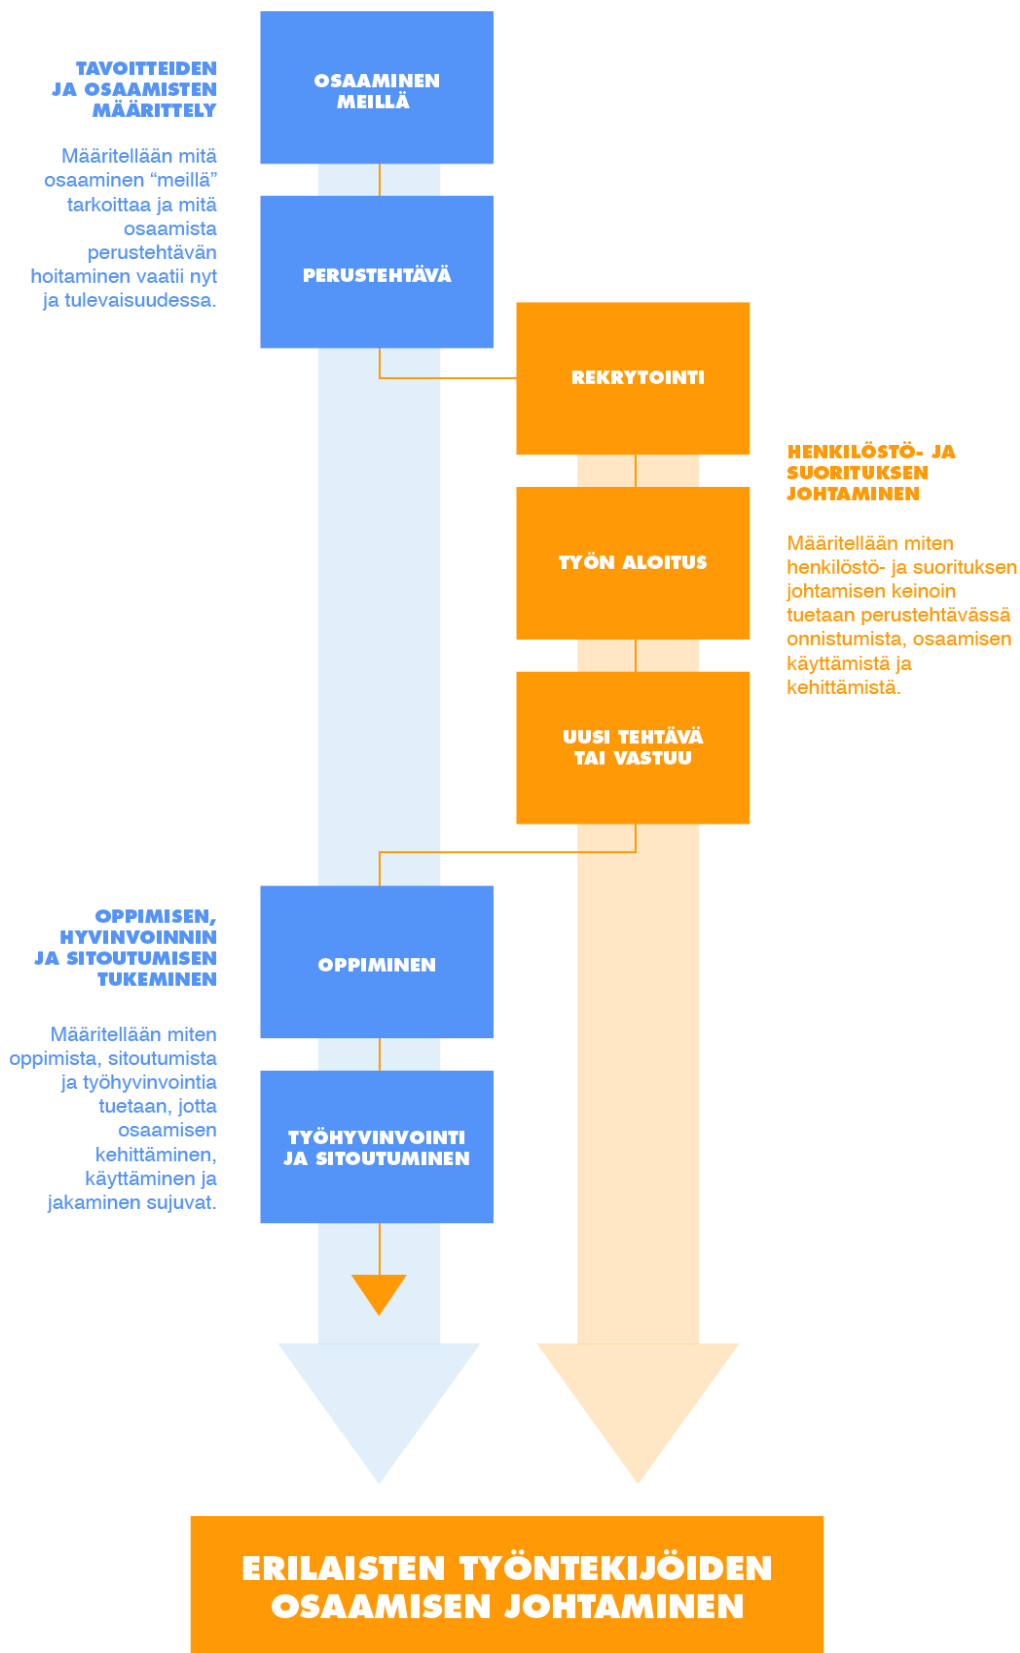 OSAAMINEN
MEILLÄ
TAVOITTEIDEN
JA OSAAMISTEN
MÄÄRITTELY
Määritellään mitä
osaaminen “meillä”
tarkoittaa ja mitä
osaamista
perustehtävän
hoitaminen vaatii nyt
ja tulevaisuudessa.
PERUSTEHTÄVÄ
REKRYTOINTI
TYÖN ALOITUS
UUSI TEHTÄVÄ
TAI VASTUU
HENKILÖSTÖ- JA
SUORITUKSEN
JOHTAMINEN
Määritellään miten
henkilöstö- ja suorituksen
johtamisen keinoin
tuetaan perustehtävässä
onnistumista, osaamisen
käyttämistä ja
kehittämistä.
OPPIMISEN,
HYVINVOINNIN
JA SITOUTUMISEN
TUKEMINEN
Määritellään miten
oppimista, sitoutumista
ja työhyvinvointia
tuetaan, jotta
osaamisen
kehittäminen,
käyttäminen ja
jakaminen sujuvat.
OPPIMINEN
TYÖHYVINVOINTI
JA SITOUTUMINEN
ERILAISTEN TYÖNTEKIJÖIDEN
OSAAMISEN JOHTAMINEN